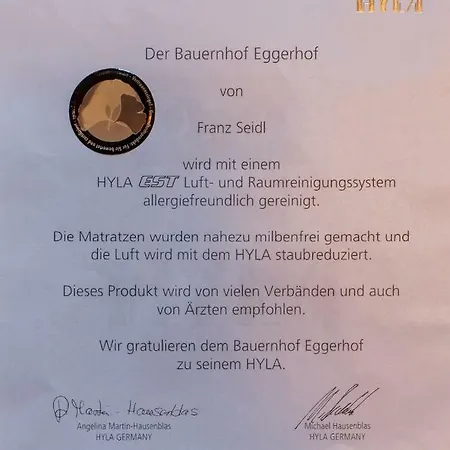 HYLA
Der Bauernhof Eggerhof
von
Franz Seidl
wird mit einem
HYLA EST Luft- und Raumreinigungssystem
allergiefreundlich gereinigt.
Die Matratzen wurden nahezu milbenfrei gemacht und
die Luft wird mit dem HYLA staubreduziert.
Dieses Produkt wird von vielen Verbänden und auch
von Ärzten empfohlen.
Wir gratulieren dem Bauernhof Eggerhof
zu seinem HYLA.
Martin-Hausenblas
Angelina Martin-Hausenblas
HYLA GERMANY
Michael Hausenblas
HYLA GERMANY